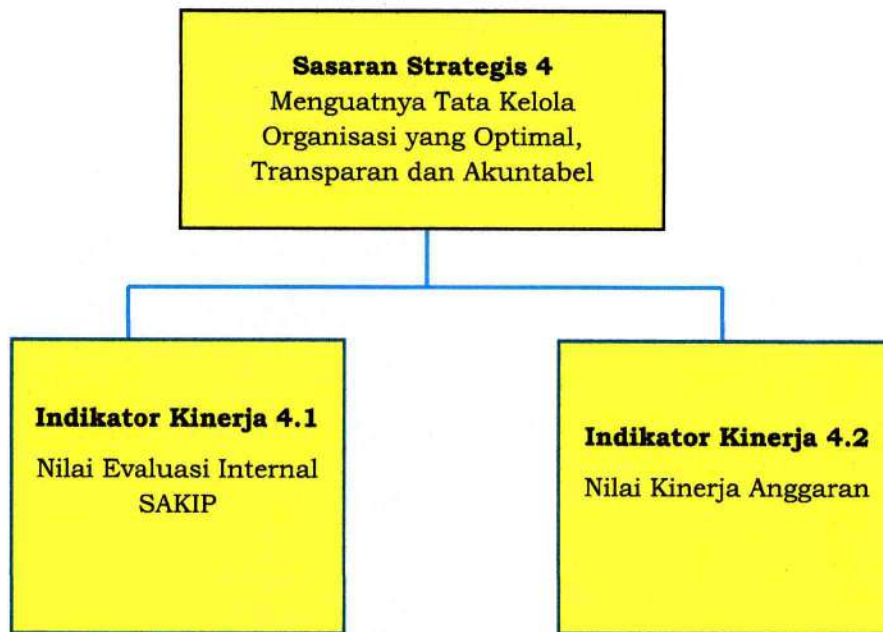 Sasaran Strategis 4
Menguatnya Tata Kelola
Organisasi yang Optimal,
Transparan dan Akuntabel
Indikator Kinerja 4.1
Nilai Evaluasi Internal
SAKIP
Indikator Kinerja 4.2
Nilai Kinerja Anggaran